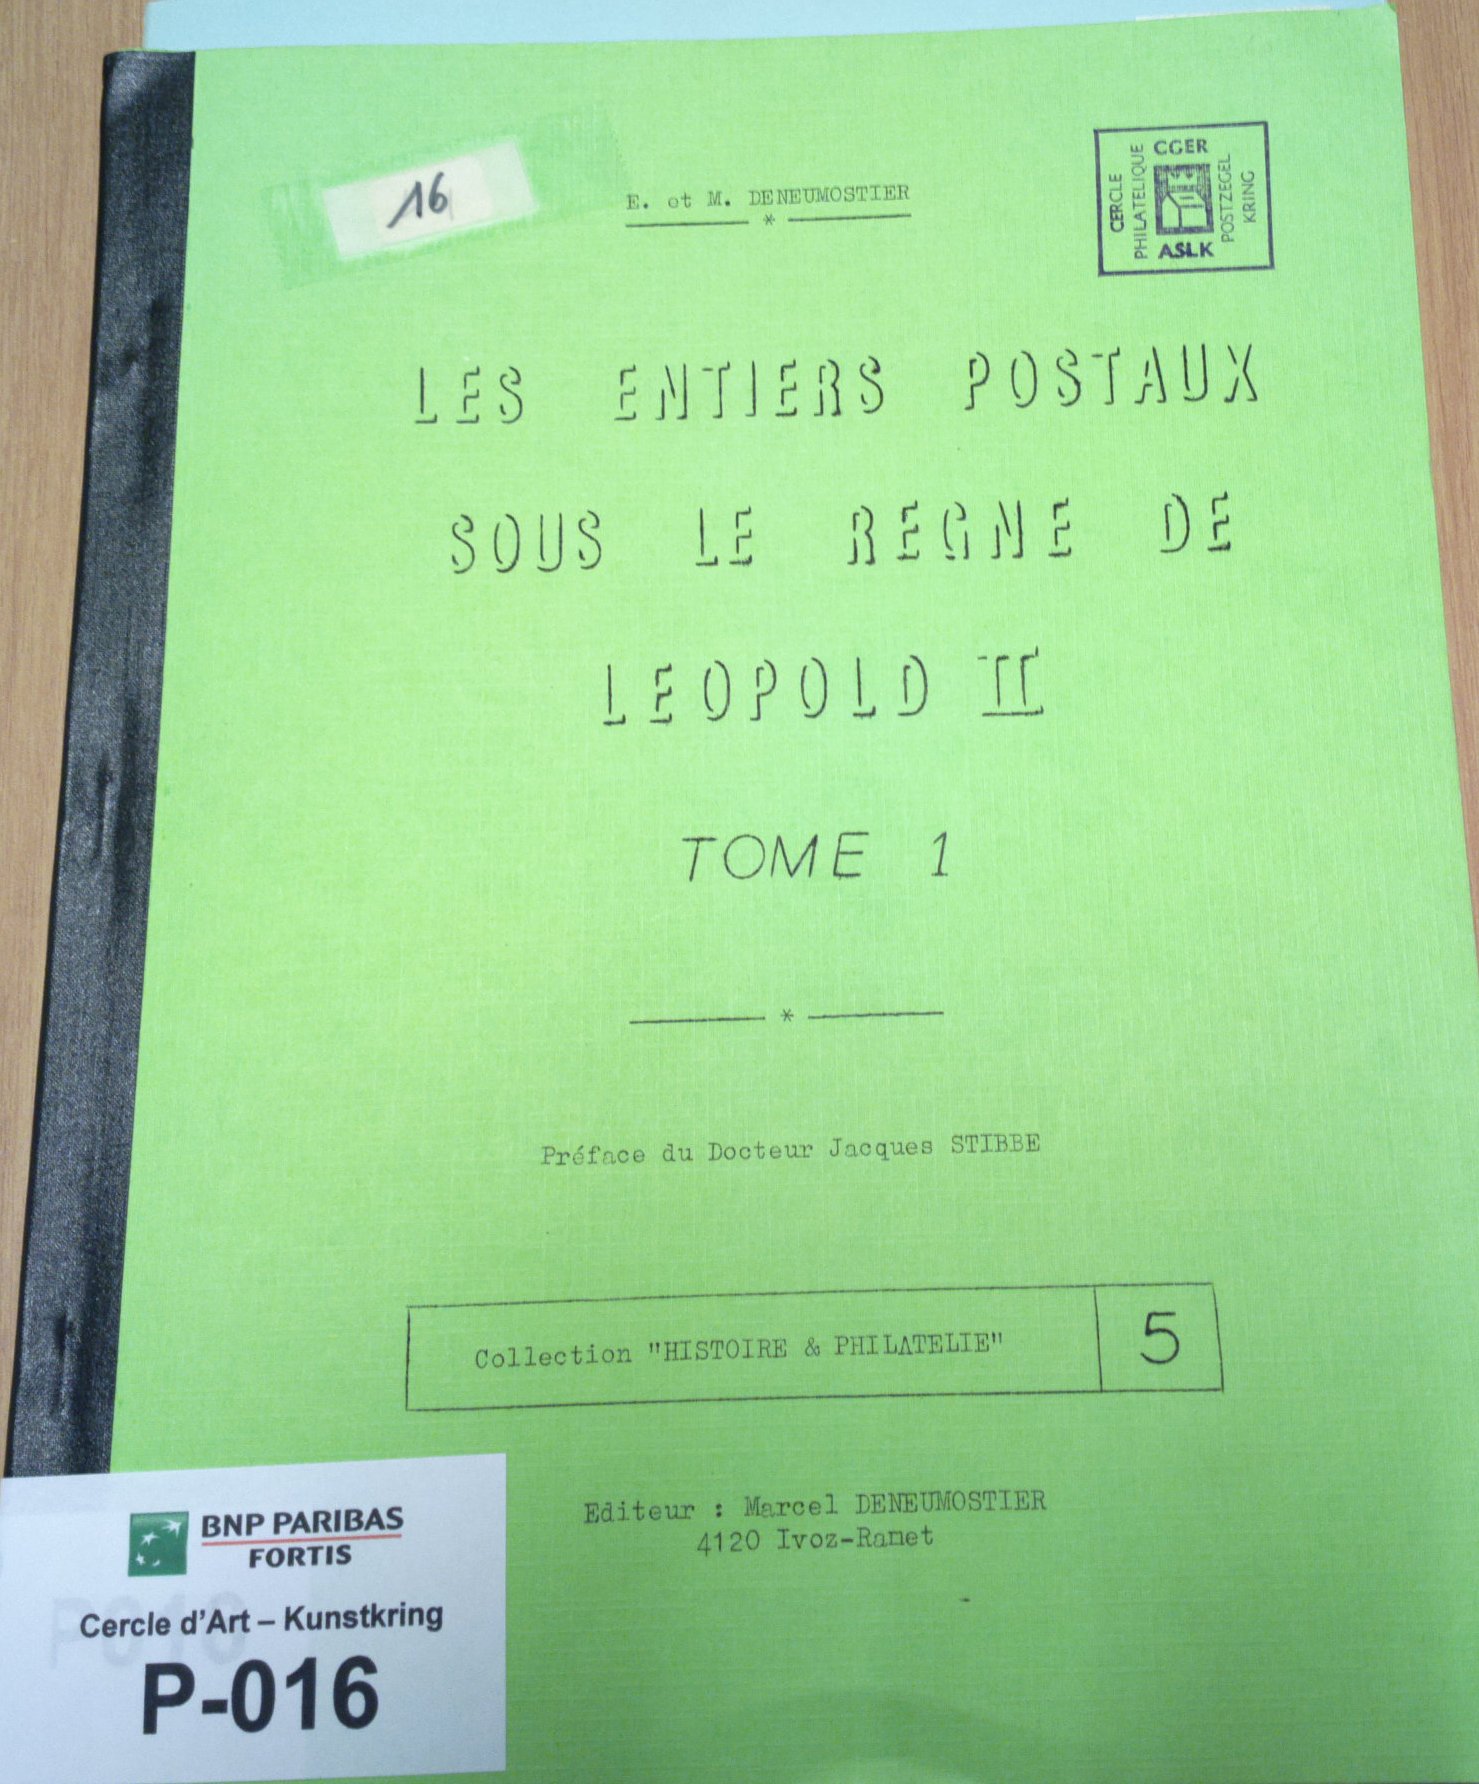 16
E. et M. DENEUMOSTIER
*
CERCLE
PHILATELIQUE
CGER
ASLK
POSTZEGEL
KRING
LES ENTIERS POSTAUX
SOUS LE REGNE DE
LEOPOLD II
TOME 1
*
Préface du Docteur Jacques STIBBE
Collection "HISTOIRE & PHILATELIE" 5
Editeur : Marcel DENEUMOSTIER
4120 Ivoz-Ramet
BNP PARIBAS
FORTIS
Cercle d'Art – Kunstkring
P-016